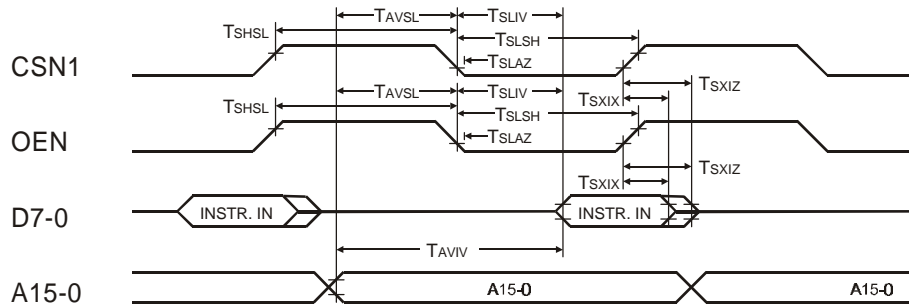 TAVSL TSLIV
TSHSL TSLSH
CSN1 TSLAZ
TSXIZ
TAVSL TSLIV TSXIX
TSHSL TSLSH
OEN TSLAZ
TSXIZ
TSXIX
D7-0 INSTR. IN INSTR. IN
TAVIV
A15-0 A15-0 A15-0